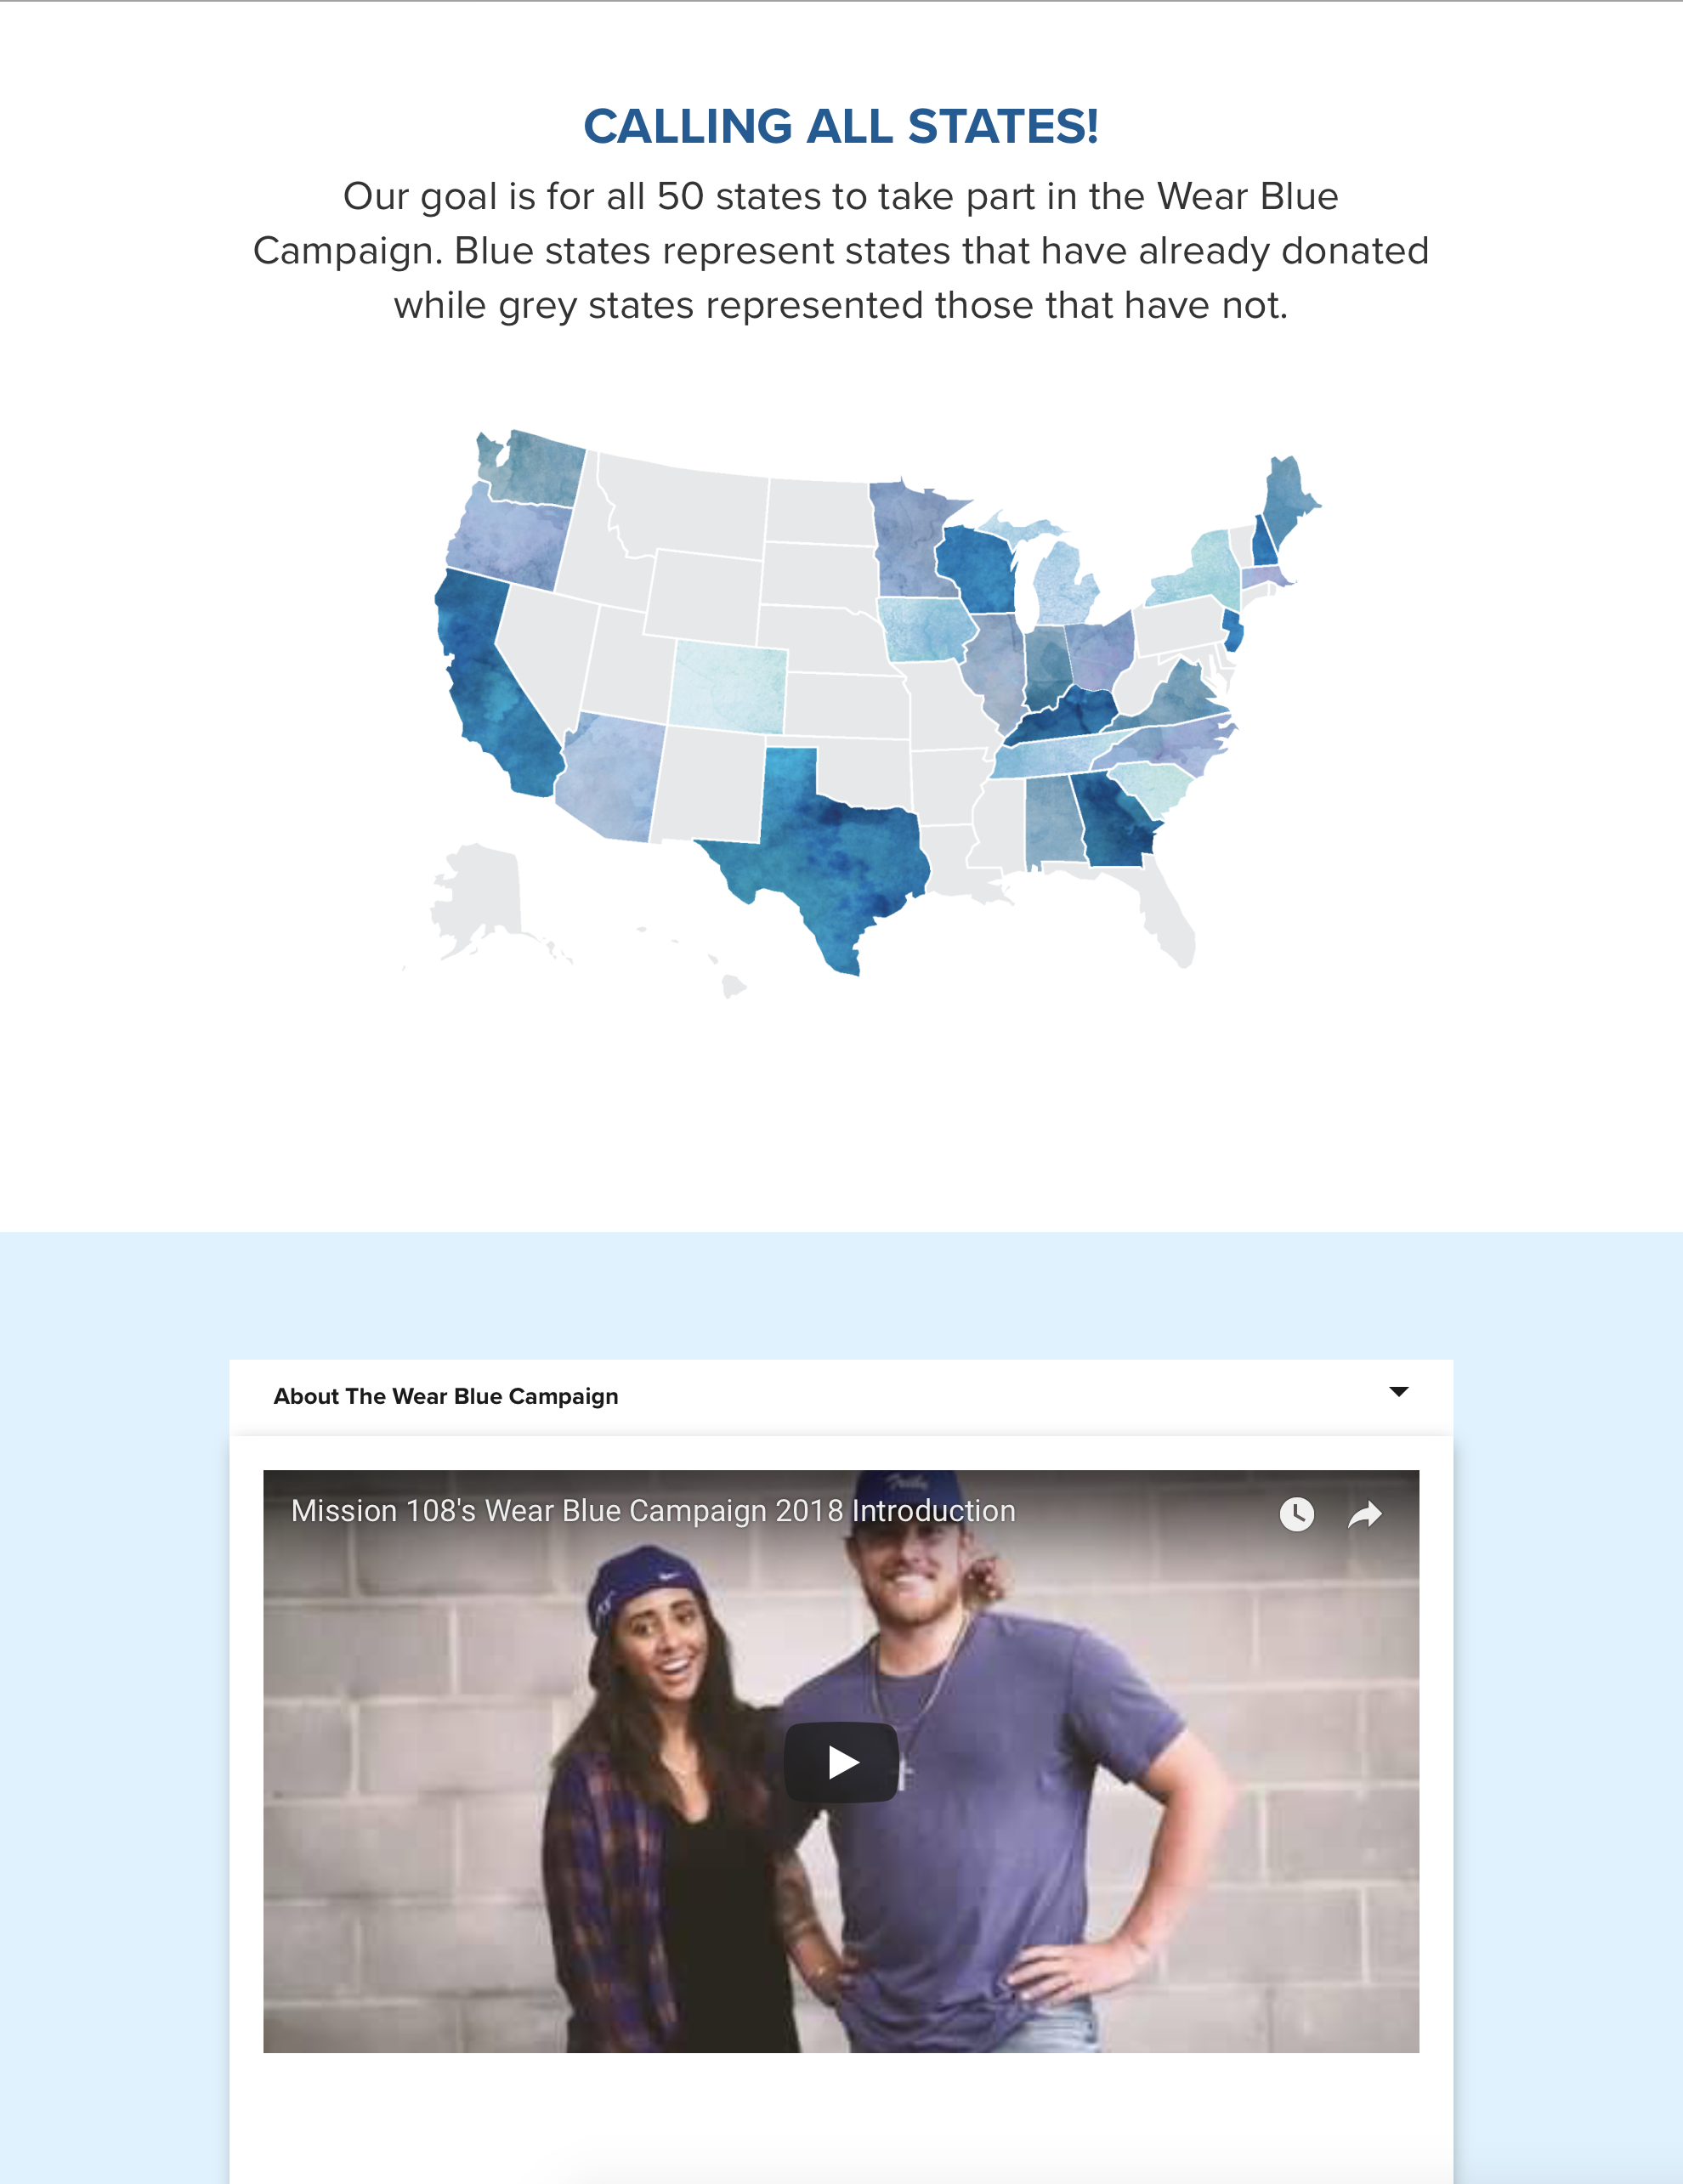 CALLING ALL STATES!
Our goal is for all 50 states to take part in the Wear Blue
Campaign. Blue states represent states that have already donated
while grey states represented those that have not.
About The Wear Blue Campaign
Mission 108's Wear Blue Campaign 2018 Introduction